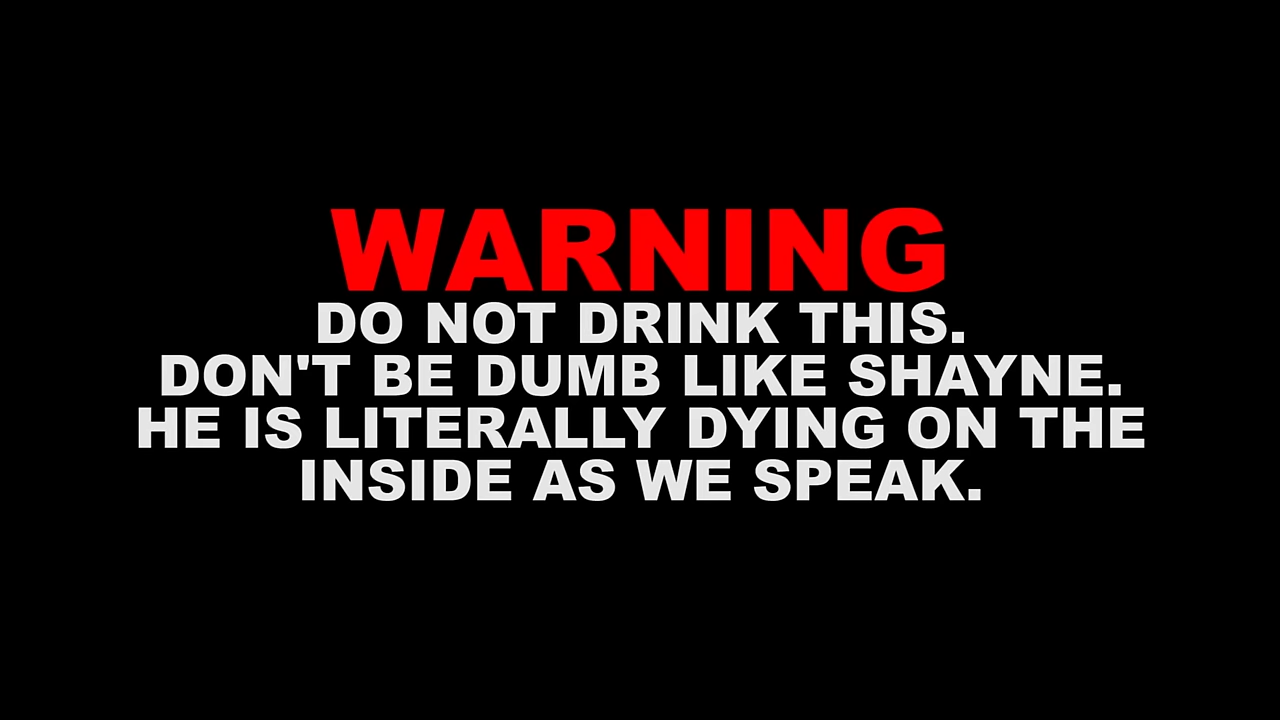 WARNING
DO NOT DRINK THIS.
DON'T BE DUMB LIKE SHAYNE.
HE IS LITERALLY DYING ON THE
INSIDE AS WE SPEAK.